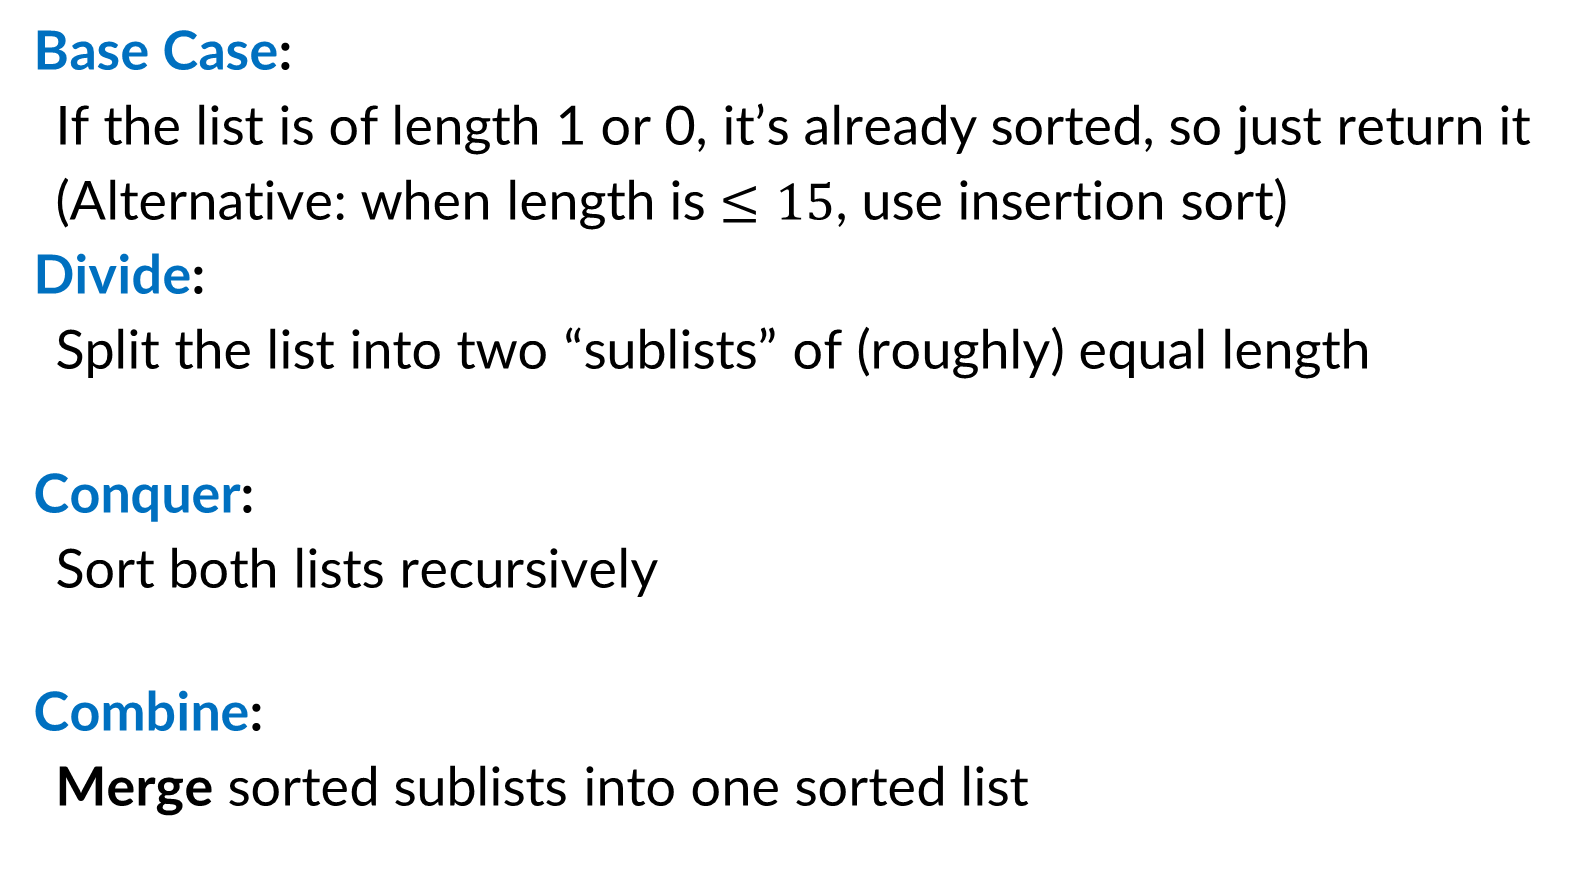 Base Case:
If the list is of length 1 or 0, it’s already sorted, so just return it
(Alternative: when length is ≤ 15, use insertion sort)
Divide:
Split the list into two “sublists” of (roughly) equal length
Conquer:
Sort both lists recursively
Combine:
Merge sorted sublists into one sorted list